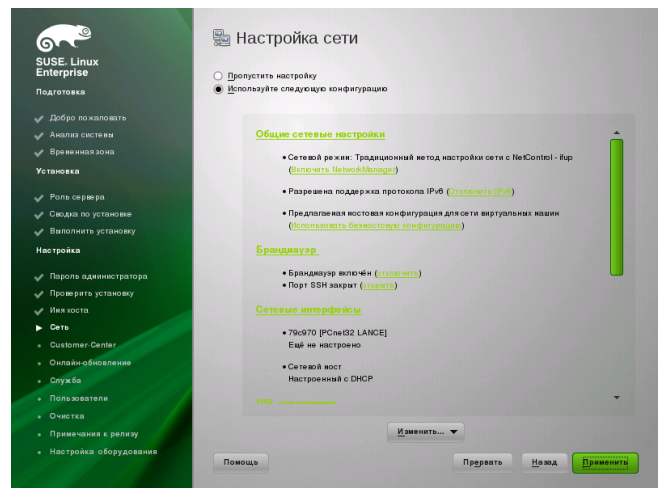 SUSE. Linux
Enterprise
Подготовка
Добро пожаловать
Анализ системы
Временная зона
Установка
Роль сервера
Сводка по установке
Выполнить установку
Настройка
Пароль администратора
Проверить установку
Имя хоста
Сеть
Customer-Center
Онлайн-обновление
Служба
Пользователи
Очистка
Примечания к релизу
Настройка оборудования
Настройка сети
Пропустить настройку
Используйте следующую конфигурацию
Общие сетевые настройки
Сетевой режим: Традиционный метод настройки сети с NetControl - ifup
(Включить NetworkManager)
Разрешена поддержка протокола IPv6 (Отключить IPv6)
Предлагаемая мостовая конфигурация для сети виртуальных машин
(Использовать безмостовую конфигурацию)
Брандмауэр
Брандмауэр включён (отключить)
Порт SSH закрыт (открыть)
Сетевые интерфейсы
79c970 [PCnet32 LANCE]
Ещё не настроено
Сетевой мост
Настроенный с DHCP
Изменить...
Помощь
Прервать
Назад
Применить